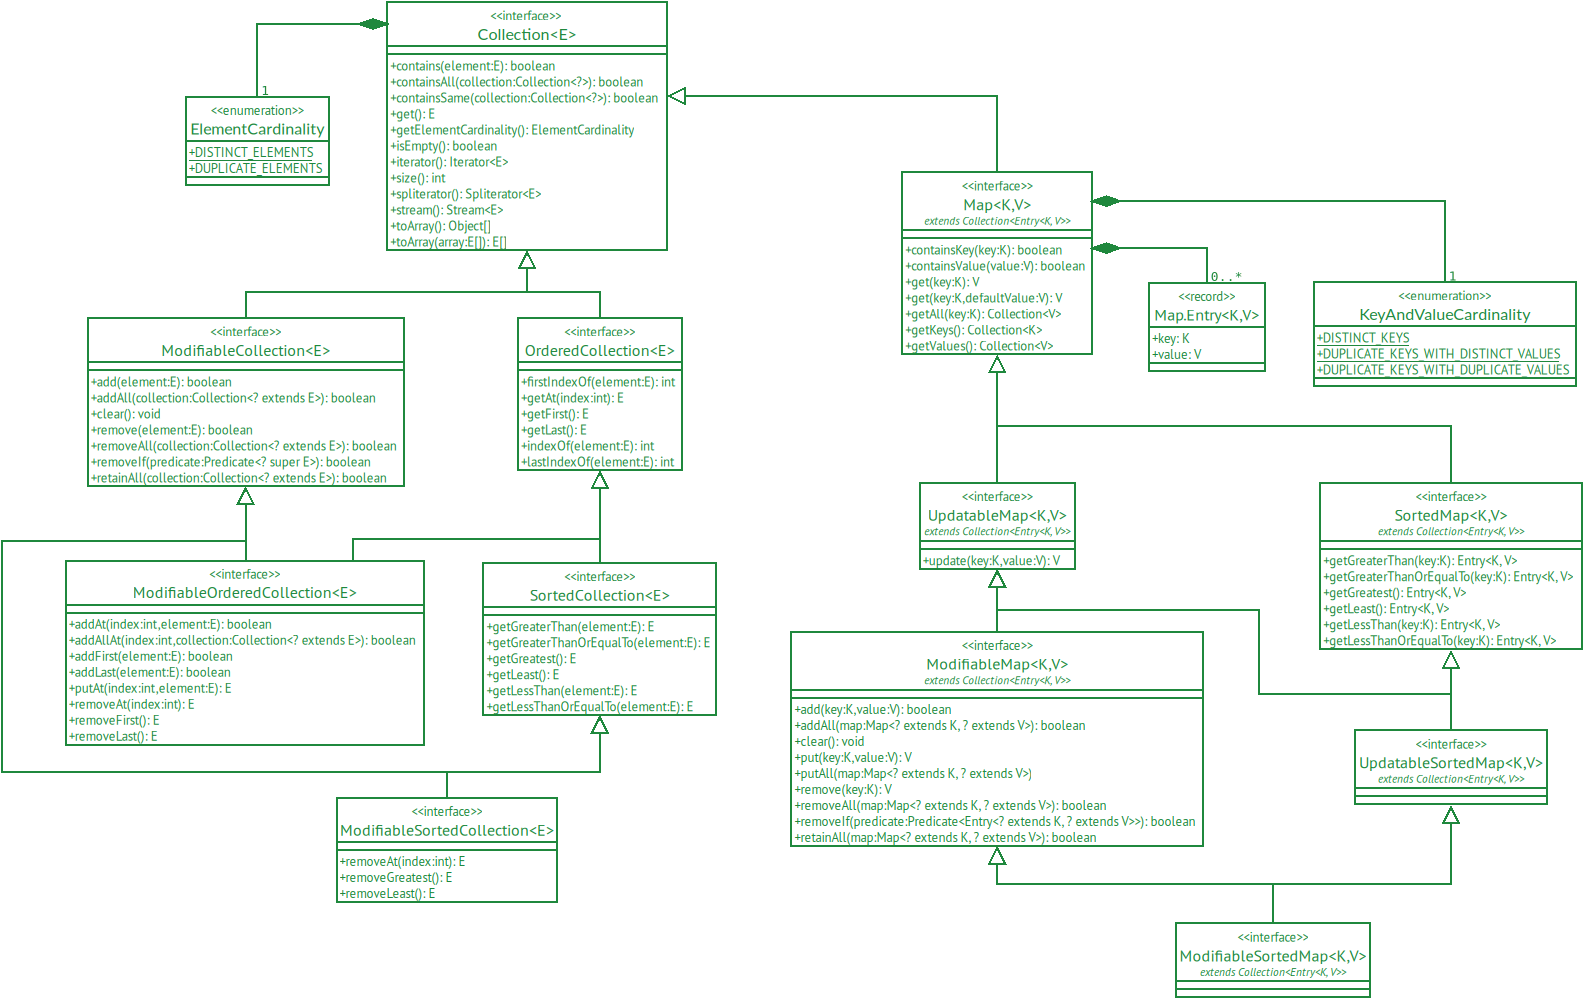 <<interface>>
Collection<E>
+contains(element:E): boolean
+containsAll(collection:Collection<?>): boolean
+containsSame(collection:Collection<?>): boolean
+get(): E
+getElementCardinality(): ElementCardinality
+isEmpty(): boolean
+iterator(): Iterator<E>
+size(): int
+spliterator(): Spliterator<E>
+stream(): Stream<E>
+toArray(): Object[]
+toArray(array:E[]): E[]
1
<<enumeration>>
ElementCardinality
+DISTINCT_ELEMENTS
+DUPLICATE_ELEMENTS
<<interface>>
Map<K,V>
extends Collection<Entry<K,V>>
+containsKey(key:K): boolean
+containsValue(value:V): boolean
+get(key:K): V
+get(key:K,defaultValue:V): V
+getAll(key:K): Collection<V>
+getKeys(): Collection<K>
+getValues(): Collection<V>
0..*
<<record>>
Map.Entry<K,V>
+key: K
+value: V
1
<<enumeration>>
KeyAndValueCardinality
+DISTINCT_KEYS
+DUPLICATE_KEYS_WITH_DISTINCT_VALUES
+DUPLICATE_KEYS_WITH_DUPLICATE_VALUES
<<interface>>
ModifiableCollection<E>
+add(element:E): boolean
+addAll(collection:Collection<? extends E>): boolean
+clear(): void
+remove(element:E): boolean
+removeAll(collection:Collection<? extends E>): boolean
+removeIf(predicate:Predicate<? super E>): boolean
+retainAll(collection:Collection<? extends E>): boolean
<<interface>>
OrderedCollection<E>
+firstIndexOf(element:E): int
+getAt(index:int): E
+getFirst(): E
+getLast(): E
+indexOf(element:E): int
+lastIndexOf(element:E): int
<<interface>>
UpdatableMap<K,V>
extends Collection<Entry<K,V>>
+update(key:K,value:V): V
<<interface>>
SortedMap<K,V>
extends Collection<Entry<K,V>>
+getGreaterThan(key:K): Entry<K,V>
+getGreaterThanOrEqualTo(key:K): Entry<K,V>
+getGreatest(): Entry<K,V>
+getLeast(): Entry<K,V>
+getLessThan(key:K): Entry<K,V>
+getLessThanOrEqualTo(key:K): Entry<K,V>
<<interface>>
ModifiableOrderedCollection<E>
+addAt(index:int,element:E): boolean
+addAllAt(index:int,collection:Collection<? extends E>): boolean
+addFirst(element:E): boolean
+addLast(element:E): boolean
+putAt(index:int,element:E): E
+removeAt(index:int): E
+removeFirst(): E
+removeLast(): E
<<interface>>
SortedCollection<E>
+getGreaterThan(element:E): E
+getGreaterThanOrEqualTo(element:E): E
+getGreatest(): E
+getLeast(): E
+getLessThan(element:E): E
+getLessThanOrEqualTo(element:E): E
<<interface>>
ModifiableMap<K,V>
extends Collection<Entry<K,V>>
+add(key:K,value:V): boolean
+addAll(map:Map<? extends K, ? extends V>): boolean
+clear(): void
+put(key:K,value:V): V
+putAll(map:Map<? extends K, ? extends V>)
+remove(key:K): V
+removeAll(map:Map<? extends K, ? extends V>): boolean
+removeIf(predicate:Predicate<Entry<? extends K, ? extends V>>): boolean
+retainAll(map:Map<? extends K, ? extends V>): boolean
<<interface>>
UpdatableSortedMap<K,V>
extends Collection<Entry<K,V>>
<<interface>>
ModifiableSortedCollection<E>
+removeAt(index:int): E
+removeGreatest(): E
+removeLeast(): E
<<interface>>
ModifiableSortedMap<K,V>
extends Collection<Entry<K,V>>